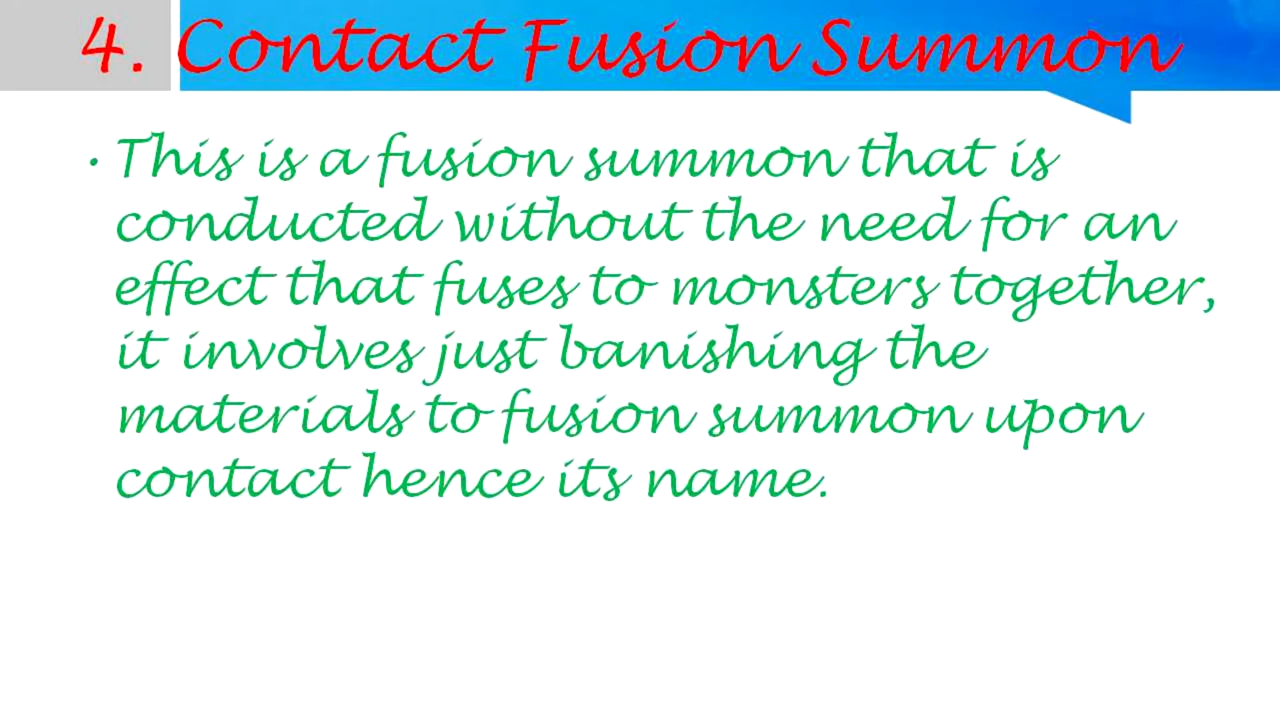 4. Contact Fusion Summon
• This is a fusion summon that is
conducted without the need for an
effect that fuses to monsters together,
it involves just banishing the
materials to fusion summon upon
contact hence its name.